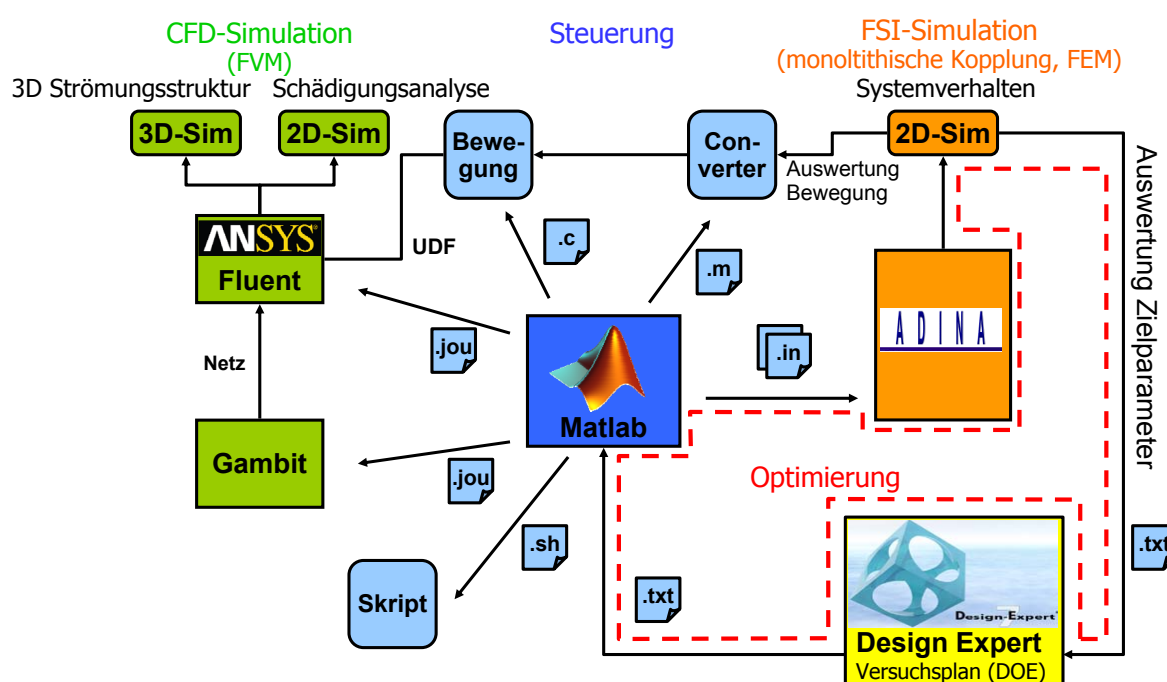 CFD-Simulation
(FVM)
Steuerung
FSI-Simulation
(monoltithische Kopplung, FEM)
3D Strömungsstruktur
Schädigungsanalyse
Systemverhalten
3D-Sim
2D-Sim
Bewe-
gung
Con-
verter
2D-Sim
Auswertung
Bewegung
Auswertung Zielparameter
ANSYS
Fluent
UDF
.c
.m
ADINA
Netz
.jou
.in
Matlab
Gambit
.jou
Optimierung
.sh
.txt
.txt
Skript
Design-Expert
7
Design Expert
Versuchsplan (DOE)